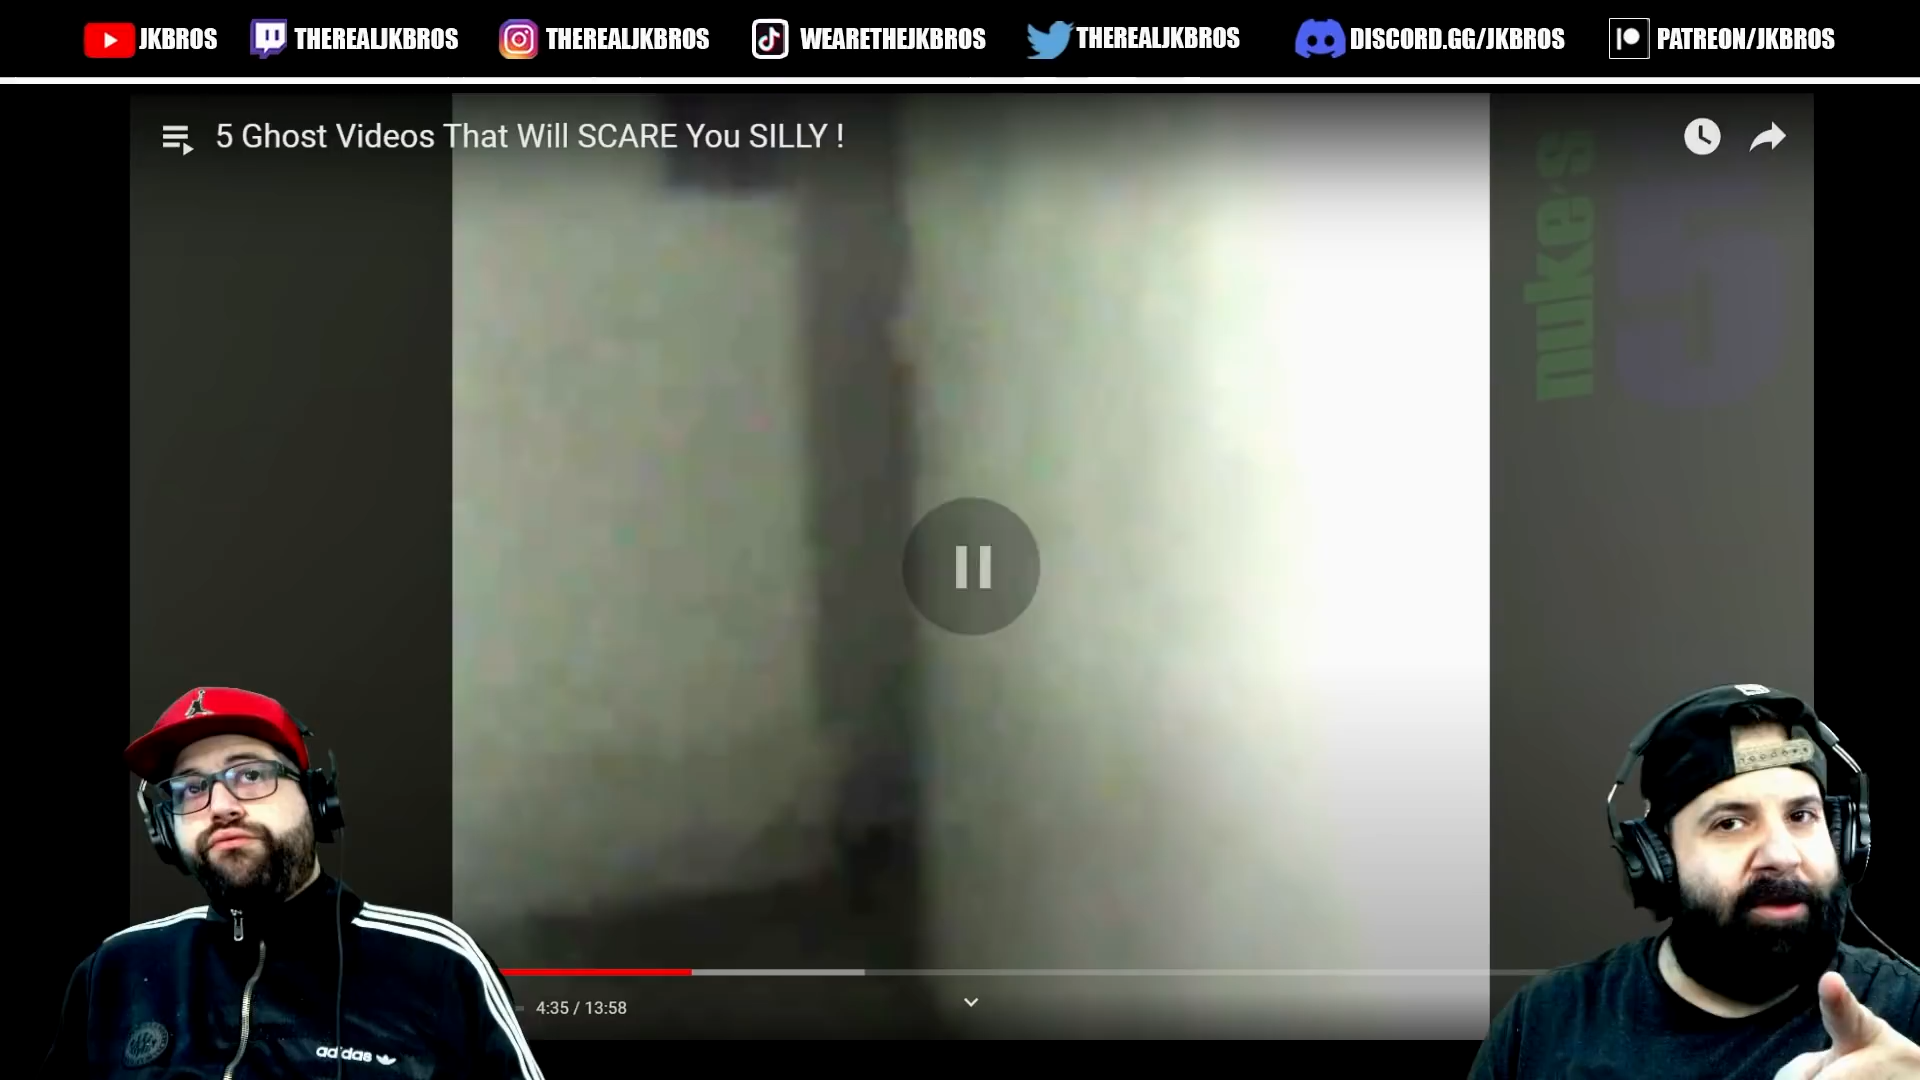 JKBROS THEREALJKBROS THEREALJKBROS WEARETHEJKBROS THEREALJKBROS DISCORD.GG/JKBROS PATREON/JKBROS
5 Ghost Videos That Will SCARE You SILLY !
nuke's
5
4:35 / 13:58
adidas